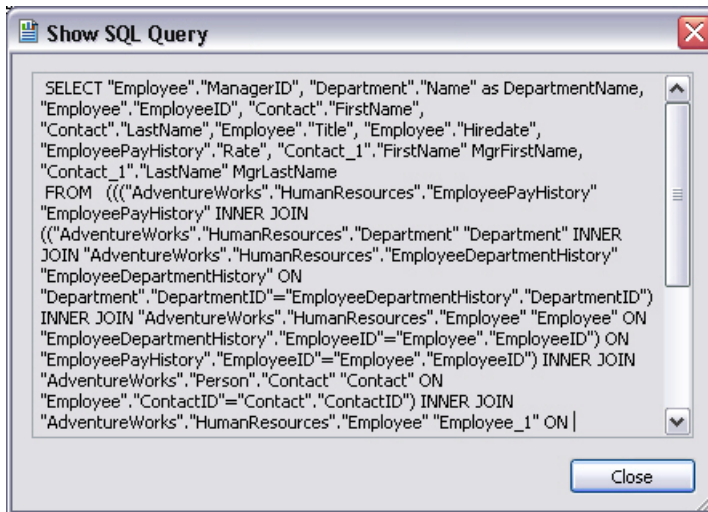 Show SQL Query
SELECT "Employee"."ManagerID", "Department"."Name" as DepartmentName,
"Employee"."EmployeeID", "Contact"."FirstName",
"Contact"."LastName","Employee"."Title", "Employee"."Hiredate",
"EmployeePayHistory"."Rate", "Contact_1"."FirstName" MgrFirstName,
"Contact_1"."LastName" MgrLastName
FROM ((("AdventureWorks"."HumanResources"."EmployeePayHistory"
"EmployeePayHistory" INNER JOIN
(("AdventureWorks"."HumanResources"."Department" "Department" INNER
JOIN "AdventureWorks"."HumanResources"."EmployeeDepartmentHistory"
"EmployeeDepartmentHistory" ON
"Department"."DepartmentID"="EmployeeDepartmentHistory"."DepartmentID")
INNER JOIN "AdventureWorks"."HumanResources"."Employee" "Employee" ON
"EmployeeDepartmentHistory"."EmployeeID"="Employee"."EmployeeID") ON
"EmployeePayHistory"."EmployeeID"="Employee"."EmployeeID") INNER JOIN
"AdventureWorks"."Person"."Contact" "Contact" ON
"Employee"."ContactID"="Contact"."ContactID") INNER JOIN
"AdventureWorks"."HumanResources"."Employee" "Employee_1" ON
Close